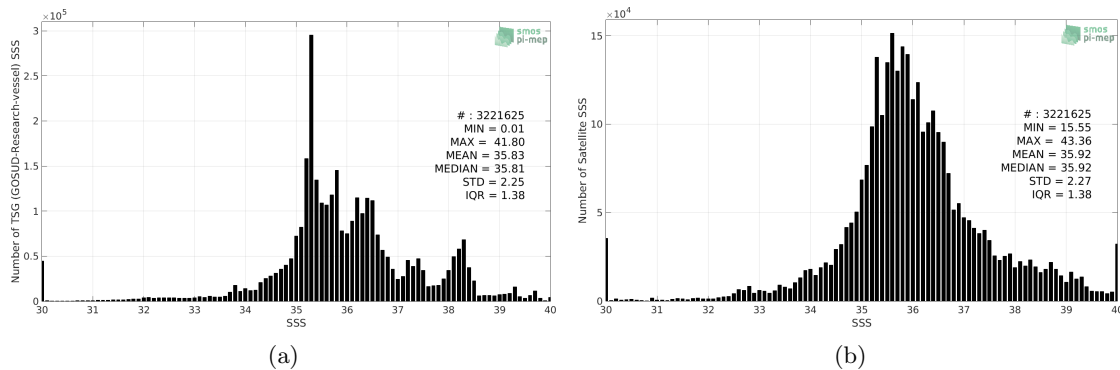 ×10⁵
3
2.5
2
1.5
1
0.5
0
Number of TSG (GOSUD-Research-vessel) SSS
smos
pi-mep
# : 3221625
MIN = 0.01
MAX = 41.80
MEAN = 35.83
MEDIAN = 35.81
STD = 2.25
IQR = 1.38
30 31 32 33 34 35 36 37 38 39 40
SSS
(a)
×10⁴
15
10
5
0
Number of Satellite SSS
smos
pi-mep
# : 3221625
MIN = 15.55
MAX = 43.36
MEAN = 35.92
MEDIAN = 35.92
STD = 2.27
IQR = 1.38
30 31 32 33 34 35 36 37 38 39 40
SSS
(b)